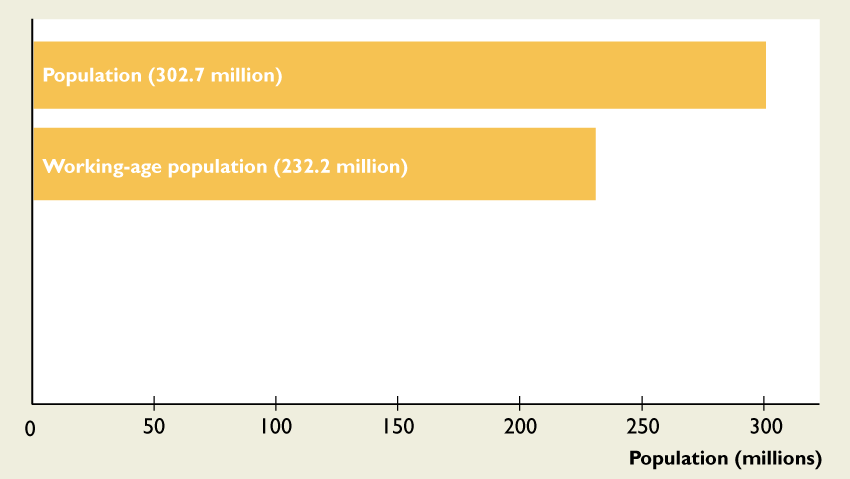 Population (302.7 million)
Working-age population (232.2 million)
0 50 100 150 200 250 300
Population (millions)